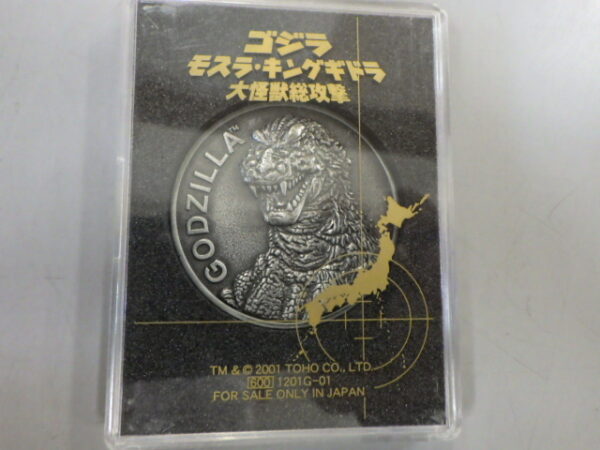 ゴジラ
モスラ・キングギドラ
大怪獣総攻撃
GODZILLA™
TM & © 2001 TOHO CO., LTD.
600 1201G-01
FOR SALE ONLY IN JAPAN